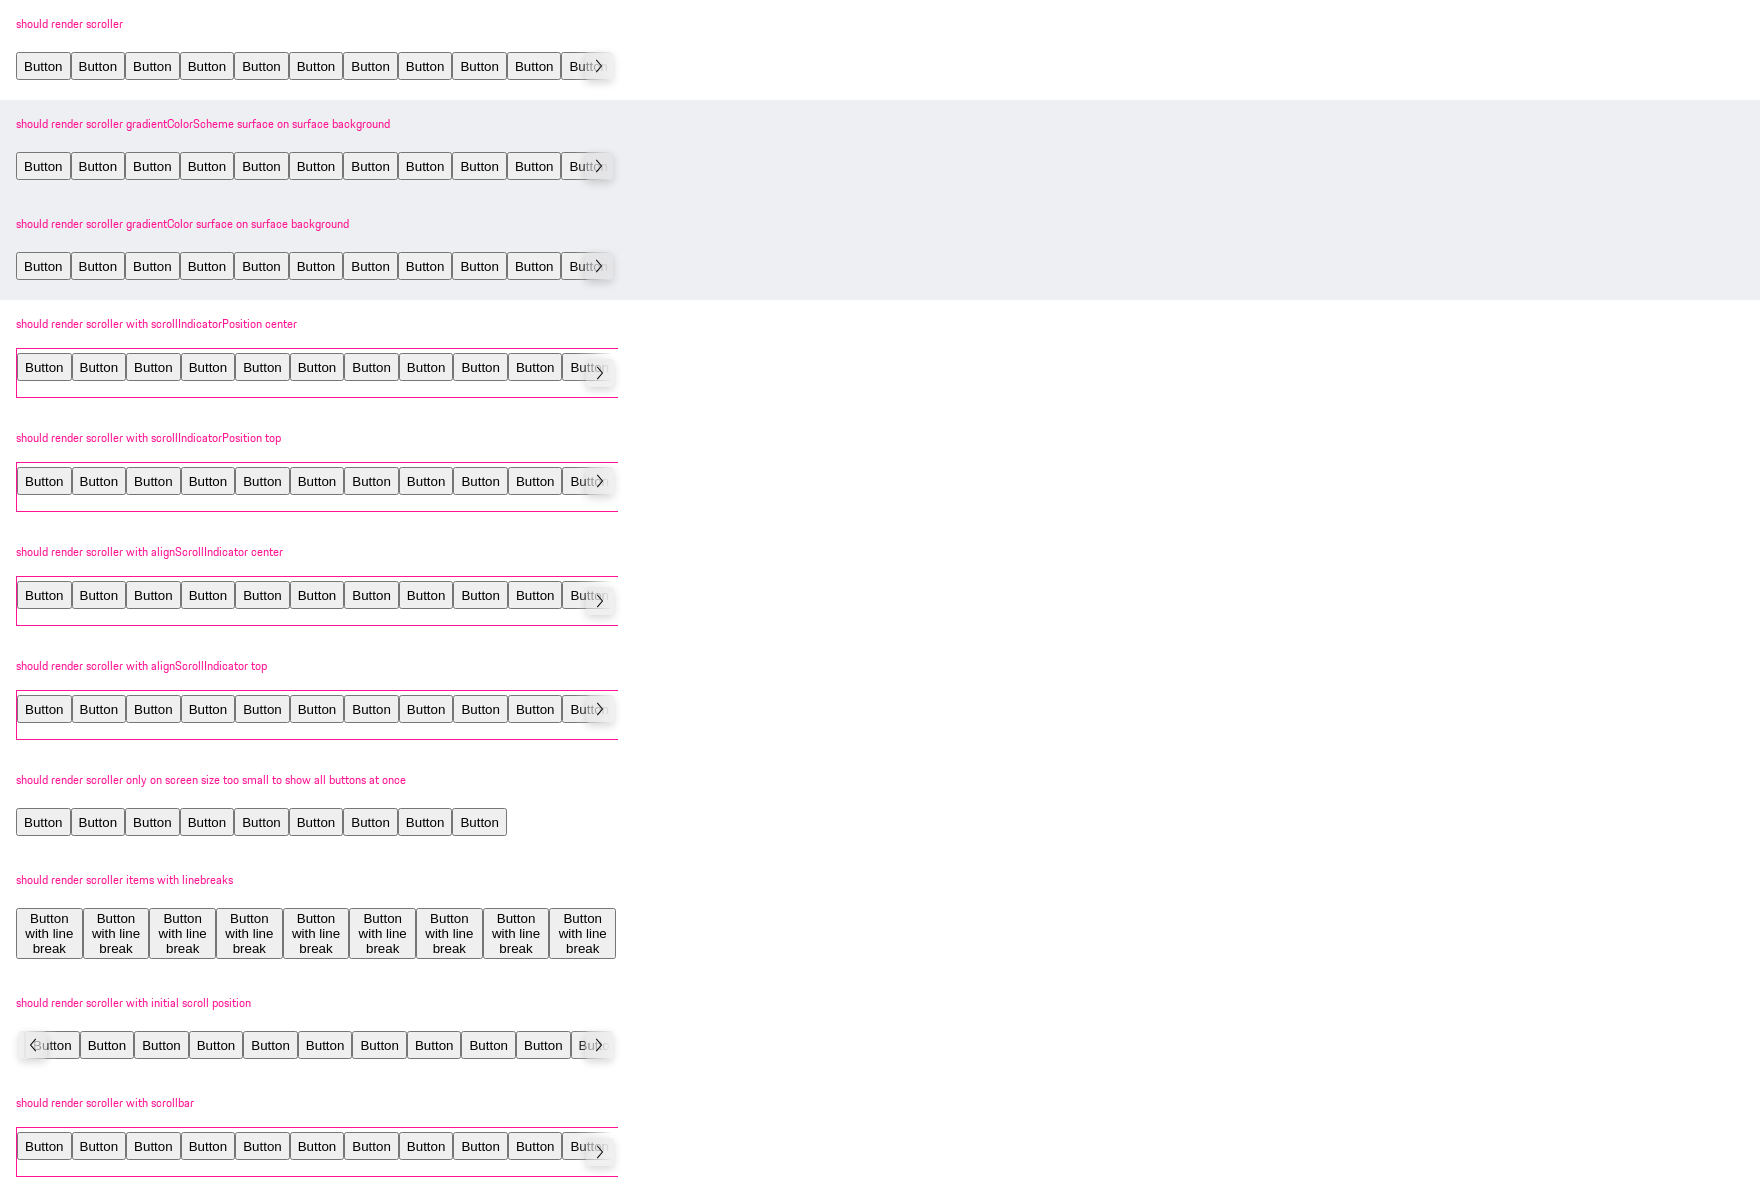 should render scroller
Button Button Button Button Button Button Button Button Button Button Button
should render scroller gradientColorScheme surface on surface background
Button Button Button Button Button Button Button Button Button Button Button
should render scroller gradientColor surface on surface background
Button Button Button Button Button Button Button Button Button Button Button
should render scroller with scrollIndicatorPosition center
Button Button Button Button Button Button Button Button Button Button Button
should render scroller with scrollIndicatorPosition top
Button Button Button Button Button Button Button Button Button Button Button
should render scroller with alignScrollIndicator center
Button Button Button Button Button Button Button Button Button Button Button
should render scroller with alignScrollIndicator top
Button Button Button Button Button Button Button Button Button Button Button
should render scroller only on screen size too small to show all buttons at once
Button Button Button Button Button Button Button Button Button
should render scroller items with linebreaks
Button Button Button Button Button Button Button Button Button
with line with line with line with line with line with line with line with line with line
break break break break break break break break break
should render scroller with initial scroll position
Button Button Button Button Button Button Button Button Button Button Button
should render scroller with scrollbar
Button Button Button Button Button Button Button Button Button Button Button